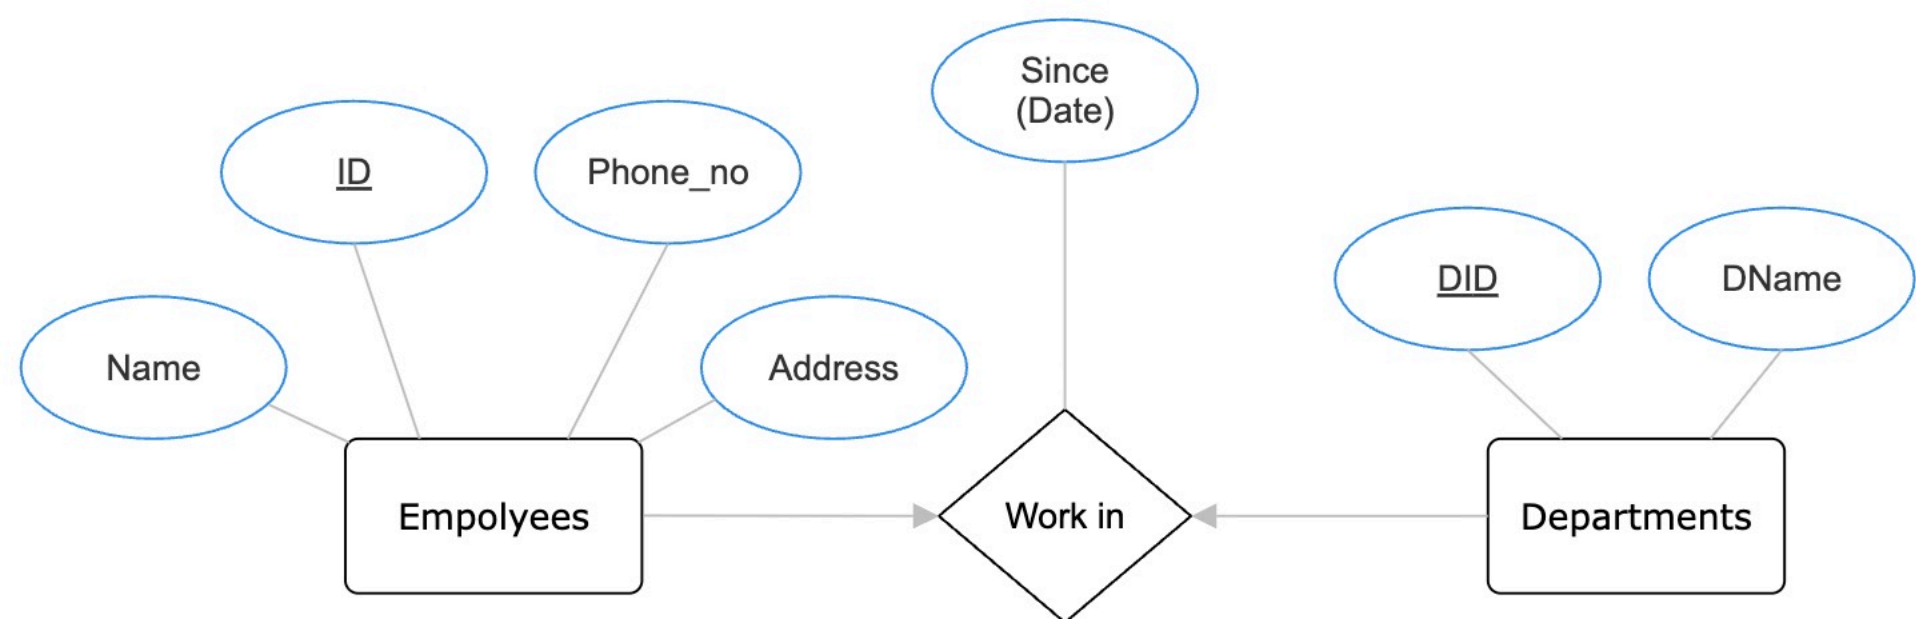 Since
(Date)
ID
Phone_no
DID
DName
Name
Address
Empolyees
Work in
Departments